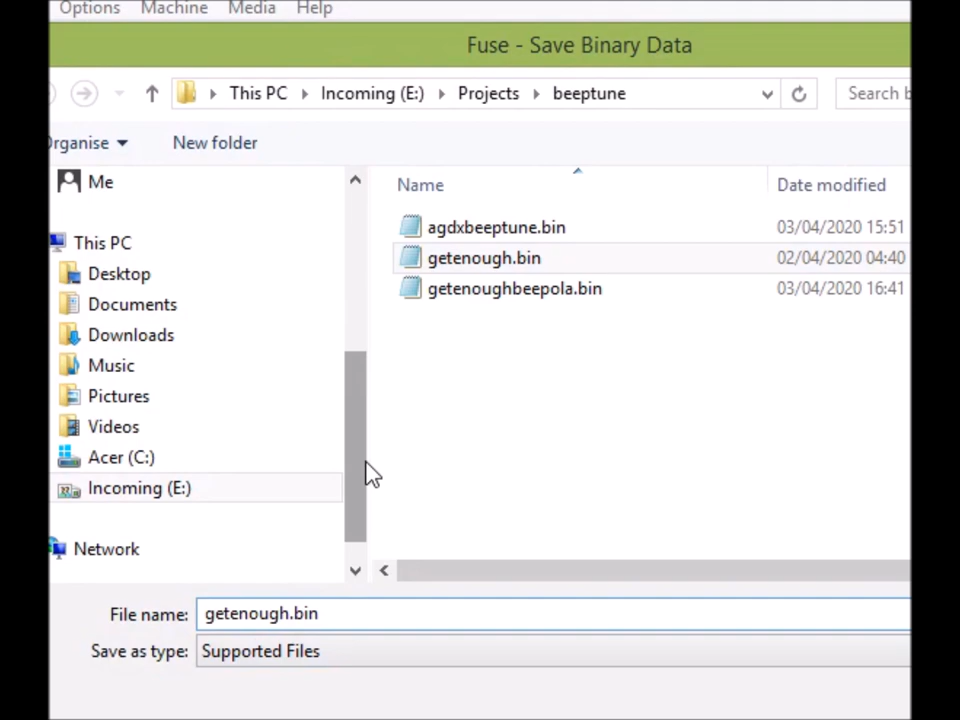 Options Machine Media Help
Fuse - Save Binary Data
This PC Incoming (E:) Projects beeptune Search b
Organise New folder
Name Date modified
Me
This PC
Desktop
Documents
Downloads
Music
Pictures
Videos
Acer (C:)
Incoming (E:)
Network
agdxbeeptune.bin 03/04/2020 15:51
getenough.bin 02/04/2020 04:40
getenoughbeepola.bin 03/04/2020 16:41
File name: getenough.bin
Save as type: Supported Files